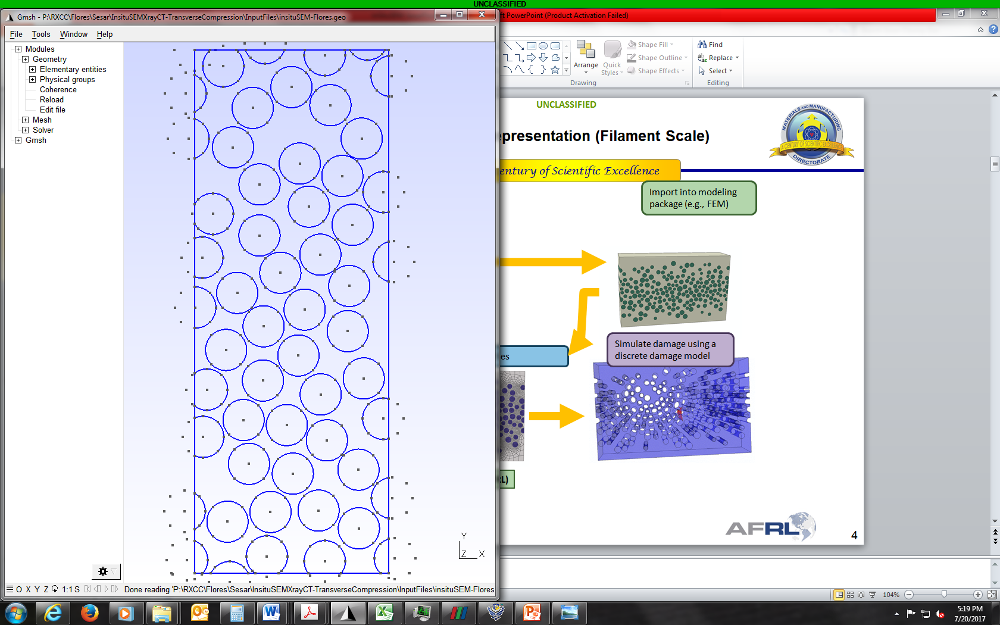 UNCLASSIFIED
Gmsh - P:\RXCC\Flores\Sesar\InsituSEMXrayCT-TransverseCompression\InputFiles\insituSEM-Flores.geo
ft PowerPoint (Product Activation Failed)
File Tools Window Help
Modules
Geometry
Elementary entities
Physical groups
Coherence
Reload
Edit file
Mesh
Solver
Gmsh
Arrange
Quick
Styles
Shape Fill
Shape Outline
Shape Effects
Find
Replace
Select
Drawing
Editing
UNCLASSIFIED
MATERIALS AND MANUFACTURING
A CENTURY OF SCIENTIFIC EXCELLENCE
DIRECTORATE
epresentation (Filament Scale)
entury of Scientific Excellence
Import into modeling
package (e.g., FEM)
es
Simulate damage using a
discrete damage model
RL)
AFRL
4
Y
Z X
O X Y Z 1:1 S
Done reading 'P:\RXCC\Flores\Sesar\InsituSEMXrayCT-TransverseCompression\InputFiles\insituSEM-Flores
104%
5:19 PM
7/20/2017